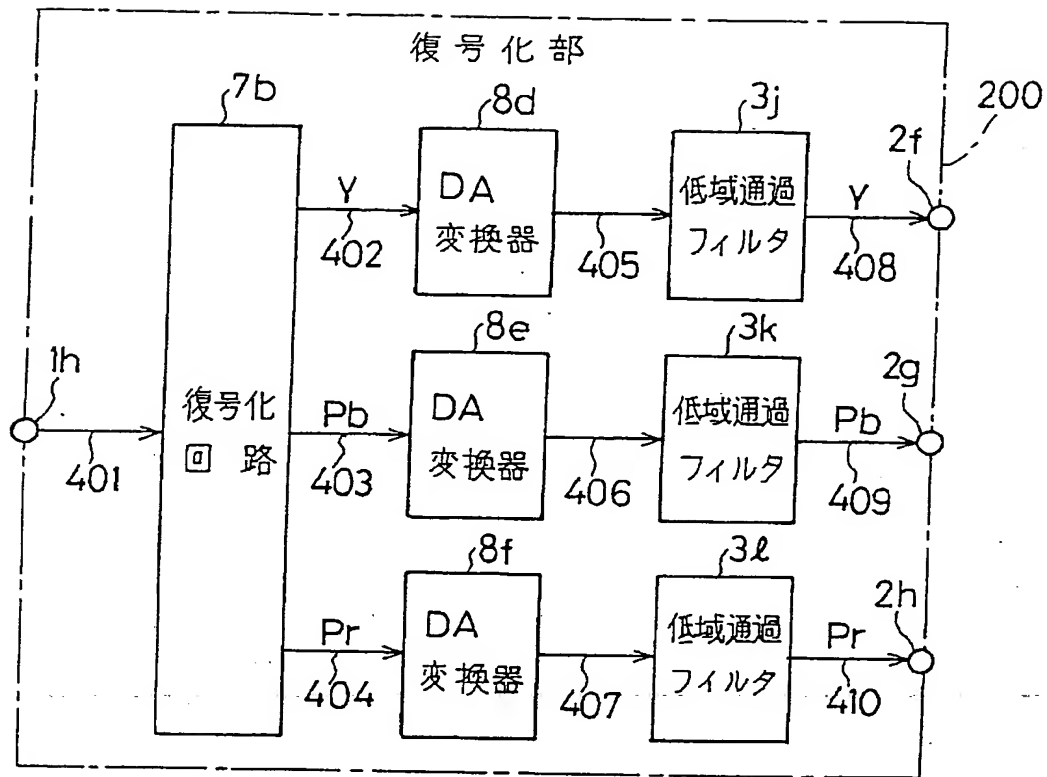 復号化部
7b
8d
3j
200
2f
Y
DA
変換器
低域通過
フィルタ
Y
402
405
408
1h
8e
3k
2g
復号化
回路
Pb
DA
変換器
低域通過
フィルタ
Pb
401
403
406
409
8f
3ℓ
2h
Pr
DA
変換器
低域通過
フィルタ
Pr
404
407
410